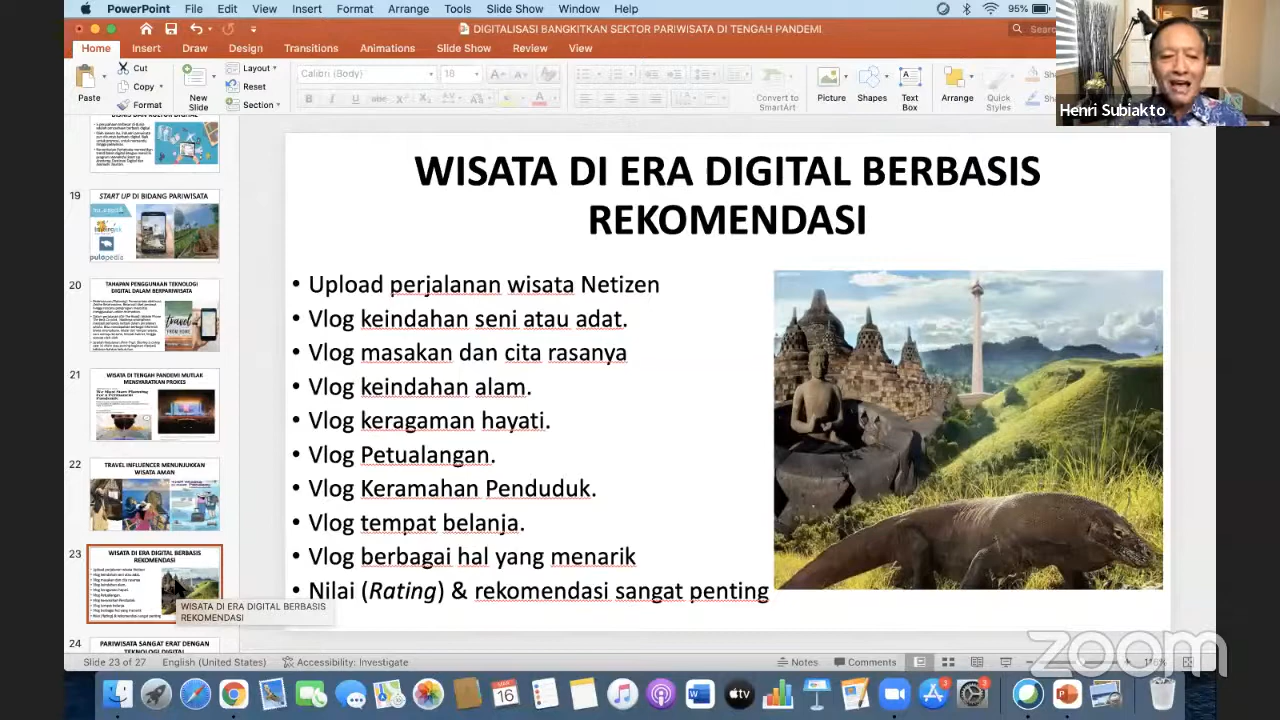 PowerPoint File Edit View Insert Format Arrange Tools Slide Show Window Help 95%
DIGITALISASI BANGKITKAN SEKTOR PARIWISATA DI TENGAH PANDEMI
Home Insert Draw Design Transitions Animations Slide Show Review View
Paste
Cut
Copy
Format
New Slide
Layout
Reset
Section
Calibri (Body) 18
Convert to SmartArt
Picture
Shapes
Text Box
Arrange
Quick Styles
Henri Subiakto
19
START UP DI BIDANG PARIWISATA
20
TAHAPAN PENGGUNAAN TEKNOLOGI
DIGITAL DALAM BERPARIWISATA
21
WISATA DI TENGAH PANDEMI MUTLAK
MENSYARATKAN PROKES
22
TRAVEL INFLUENCER MENUNJUKKAN
WISATA AMAN
23
WISATA DI ERA DIGITAL BERBASIS
REKOMENDASI
WISATA DI ERA DIGITAL BERBASIS
REKOMENDASI
24
PARIWISATA SANGAT ERAT DENGAN
WISATA DI ERA DIGITAL BERBASIS
REKOMENDASI
• Upload perjalanan wisata Netizen
• Vlog keindahan seni atau adat.
• Vlog masakan dan cita rasanya
• Vlog keindahan alam.
• Vlog keragaman hayati.
• Vlog Petualangan.
• Vlog Keramahan Penduduk.
• Vlog tempat belanja.
• Vlog berbagai hal yang menarik
• Nilai (rating) & rekomendasi sangat penting
Slide 23 of 27 English (United States) Accessibility: Investigate Notes Comments
zoom